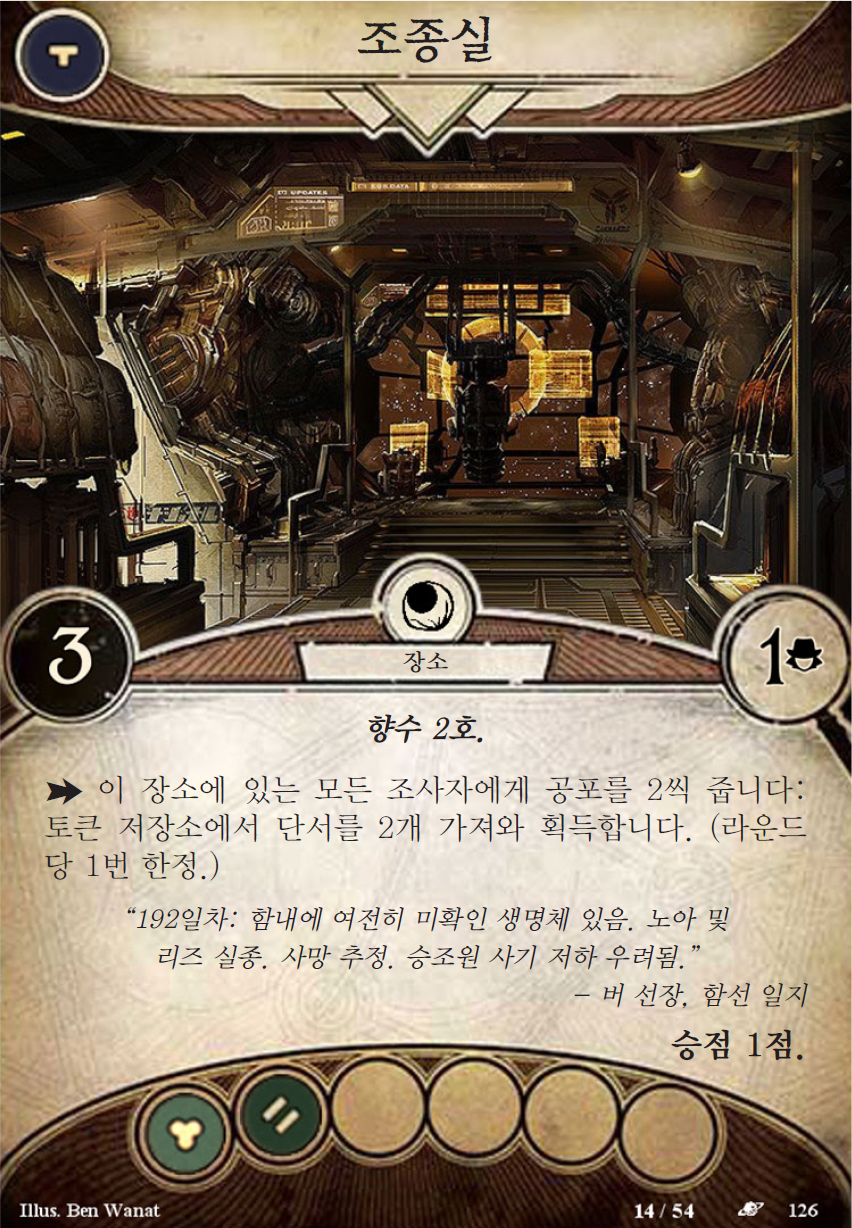 조종실
UPDATES
3
장소
1
향수 2호.
이 장소에 있는 모든 조사자에게 공포를 2씩 줍니다:
토큰 저장소에서 단서를 2개 가져와 획득합니다. (라운드
당 1번 한정.)
“192일차: 함내에 여전히 미확인 생명체 있음. 노아 및
리즈 실종. 사망 추정. 승조원 사기 저하 우려됨.”
– 버 선장, 함선 일지
승점 1점.
Illus. Ben Wanat
14 / 54
126